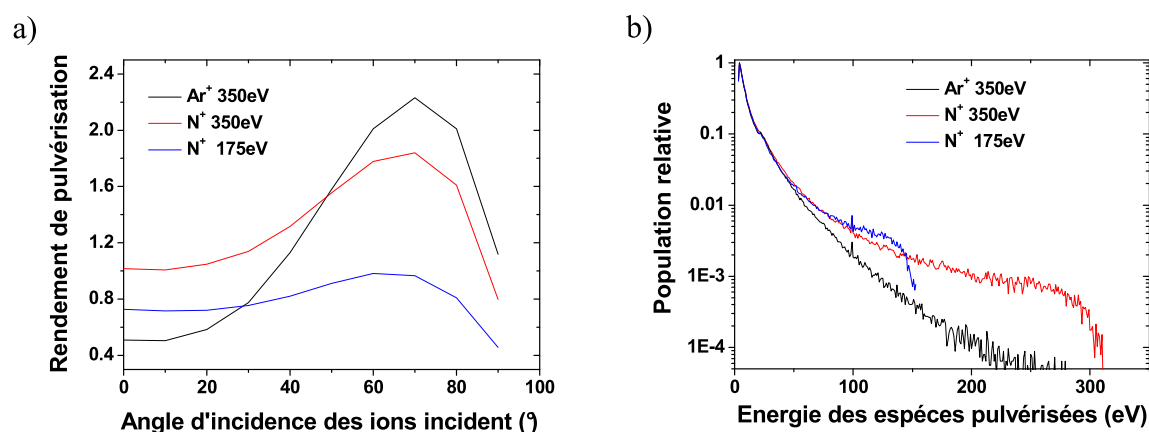 a)
Rendement de pulvérisation
2.4
2.0
1.6
1.2
0.8
0.4
Ar+ 350eV
N+ 350eV
N+ 175eV
0 20 40 60 80 100
Angle d'incidence des ions incident (°)
b)
Population relative
1
0.1
0.01
1E-3
1E-4
Ar+ 350eV
N+ 350eV
N+ 175eV
0 100 200 300
Energie des espéces pulvérisées (eV)